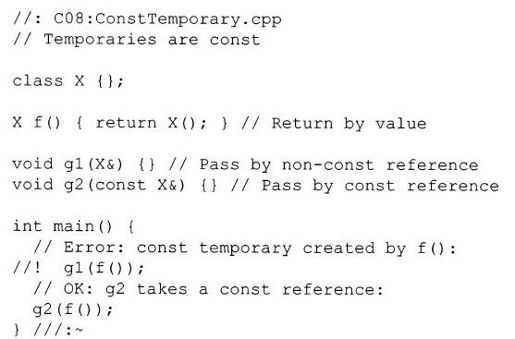 //: C08:ConstTemporary.cpp
// Temporaries are const

class X {};

X f() { return X(); } // Return by value

void g1(X&) {} // Pass by non-const reference
void g2(const X&) {} // Pass by const reference

int main() {
  // Error: const temporary created by f():
//!  g1(f());
  // OK: g2 takes a const reference:
  g2(f());
} ///:~